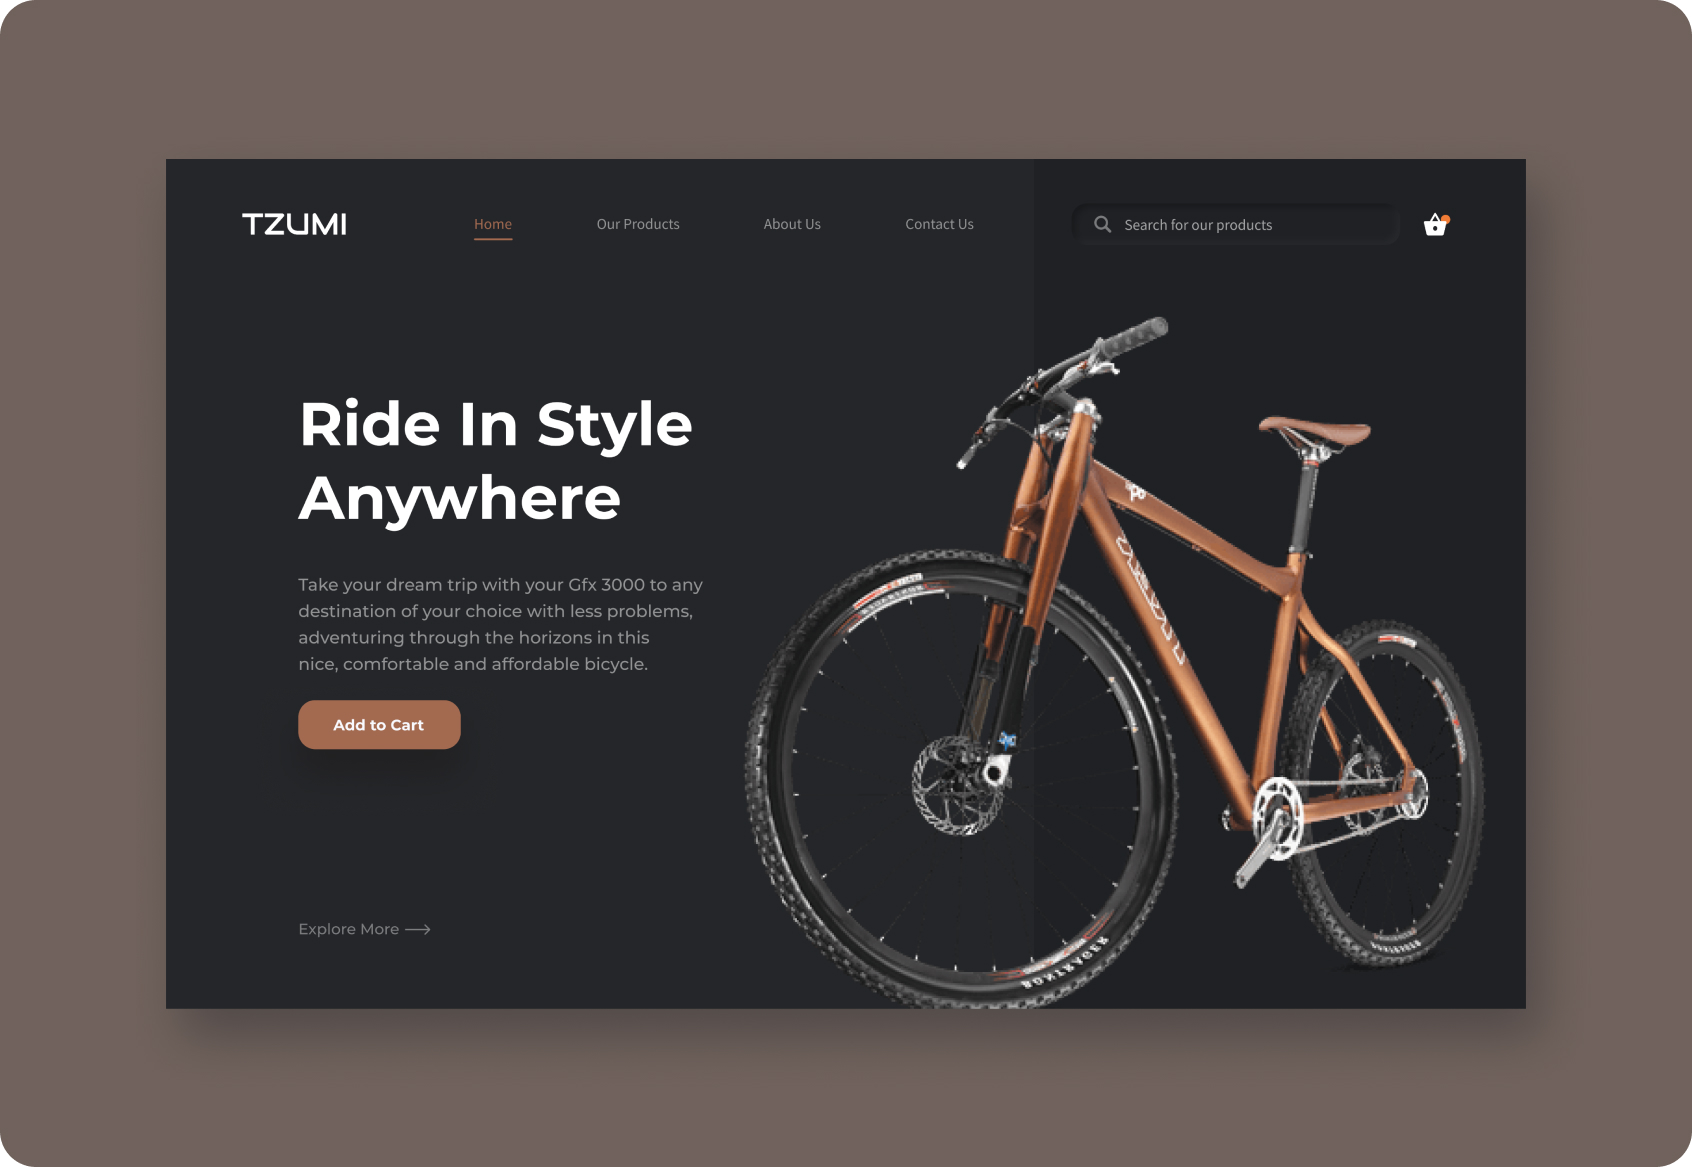 TZUMI
Home
Our Products
About Us
Contact Us
Search for our products
Ride In Style
Anywhere
Take your dream trip with your Gfx 3000 to any
destination of your choice with less problems,
adventuring through the horizons in this
nice, comfortable and affordable bicycle.
Add to Cart
Explore More
BONTRAGER